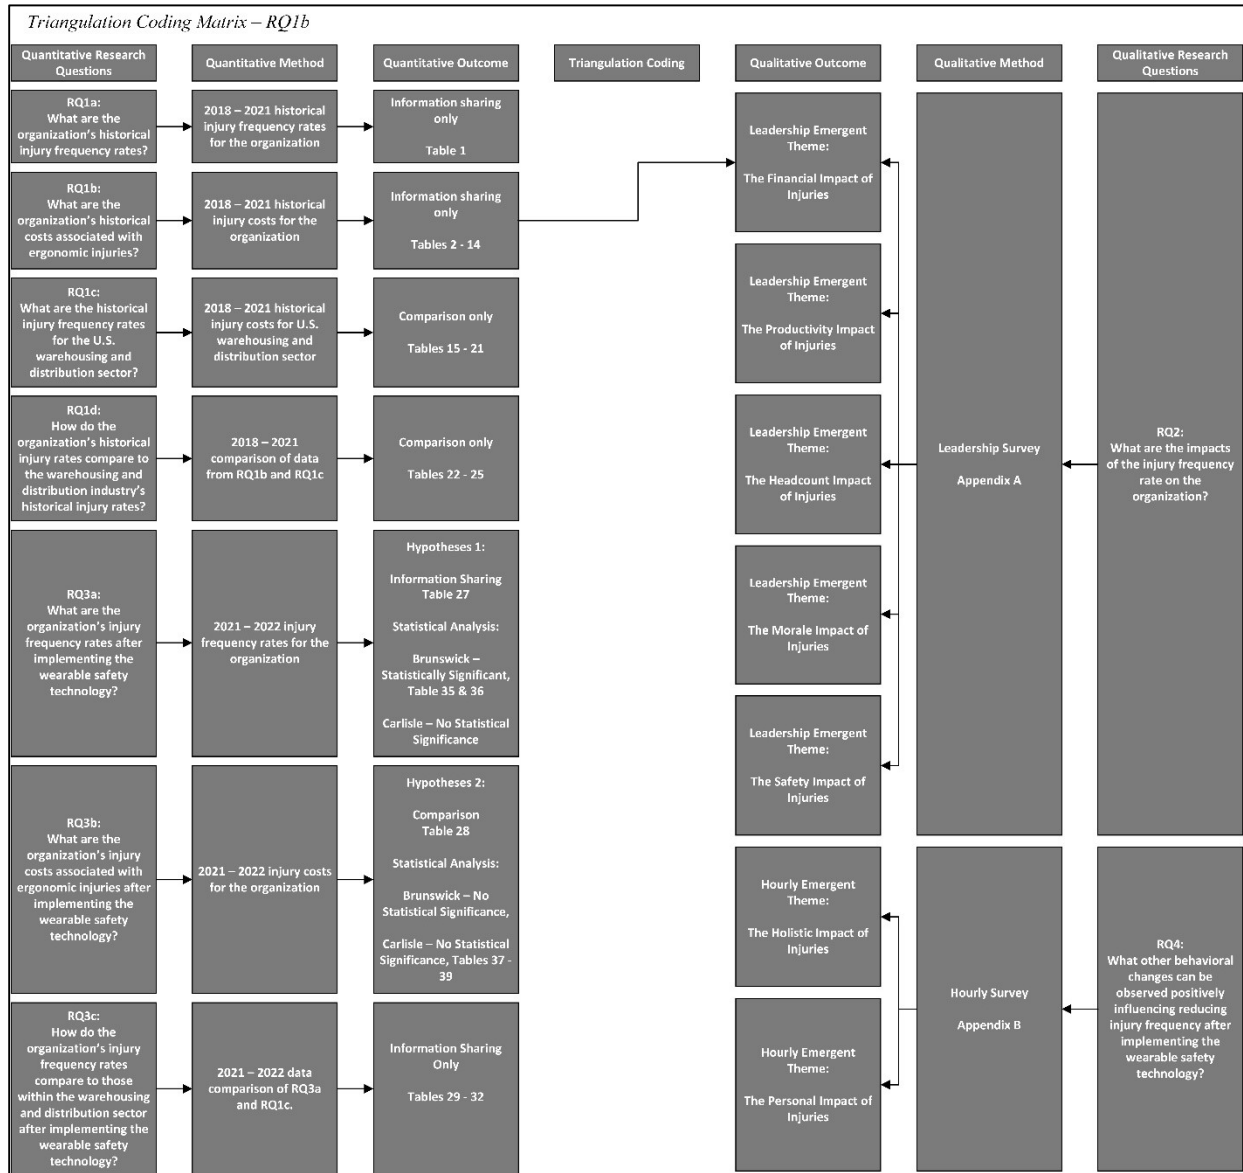 Triangulation Coding Matrix – RQ1b
Quantitative Research
Questions
Quantitative Method
Quantitative Outcome
Triangulation Coding
Qualitative Outcome
Qualitative Method
Qualitative Research
Questions
RQ1a:
What are the
organization's historical
injury frequency rates?
2018 – 2021 historical
injury frequency rates
for the organization
Information sharing
only
Table 1
RQ1b:
What are the
organization's historical
costs associated with
ergonomic injuries?
2018 – 2021 historical
injury costs for the
organization
Information sharing
only
Tables 2 - 14
RQ1c:
What are the historical
injury frequency rates
for the U.S.
warehousing and
distribution sector?
2018 – 2021 historical
injury costs for U.S.
warehousing and
distribution sector
Comparison only
Tables 15 - 21
RQ1d:
How do the
organization's historical
injury rates compare to
the warehousing and
distribution industry's
historical injury rates?
2018 – 2021
comparison of data
from RQ1b and RQ1c
Comparison only
Tables 22 - 25
RQ3a:
What are the
organization's injury
frequency rates after
implementing the
wearable safety
technology?
2021 – 2022 injury
frequency rates for the
organization
Hypotheses 1:
Information Sharing
Table 27
Statistical Analysis:
Brunswick –
Statistically Significant,
Table 35 & 36
Carlisle – No Statistical
Significance
RQ3b:
What are the
organization's injury
costs associated with
ergonomic injuries after
implementing the
wearable safety
technology?
2021 – 2022 injury costs
for the organization
Hypotheses 2:
Comparison
Table 28
Statistical Analysis:
Brunswick – No
Statistical Significance,
Carlisle – No Statistical
Significance, Tables 37 -
39
RQ3c:
How do the
organization's injury
frequency rates
compare to those
within the warehousing
and distribution sector
after implementing the
wearable safety
technology?
2021 – 2022 data
comparison of RQ3a
and RQ1c.
Information Sharing
Only
Tables 29 - 32
Leadership Emergent
Theme:
The Financial Impact of
Injuries
Leadership Emergent
Theme:
The Productivity Impact
of Injuries
Leadership Emergent
Theme:
The Headcount Impact
of Injuries
Leadership Emergent
Theme:
The Morale Impact of
Injuries
Leadership Emergent
Theme:
The Safety Impact of
Injuries
Leadership Survey
Appendix A
RQ2:
What are the impacts
of the injury frequency
rate on the
organization?
Hourly Emergent
Theme:
The Holistic Impact of
Injuries
Hourly Emergent
Theme:
The Personal Impact of
Injuries
Hourly Survey
Appendix B
RQ4:
What other behavioral
changes can be
observed positively
influencing reducing
injury frequency after
implementing the
wearable safety
technology?